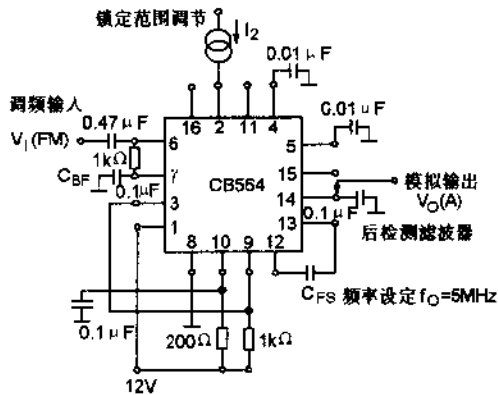 锁定范围调节
I2
0.01μF
调频输入
0.47μF
16
2
11
4
0.01μF
VI(FM)
6
5
1kΩ
15
CBF
7
CB564
模拟输出
14
0.1μF
VO(A)
3
13
0.1μF
1
后检测滤波器
8
10
9
12
CFS 频率设定 fO=5MHz
0.1μF
200Ω
1kΩ
12V